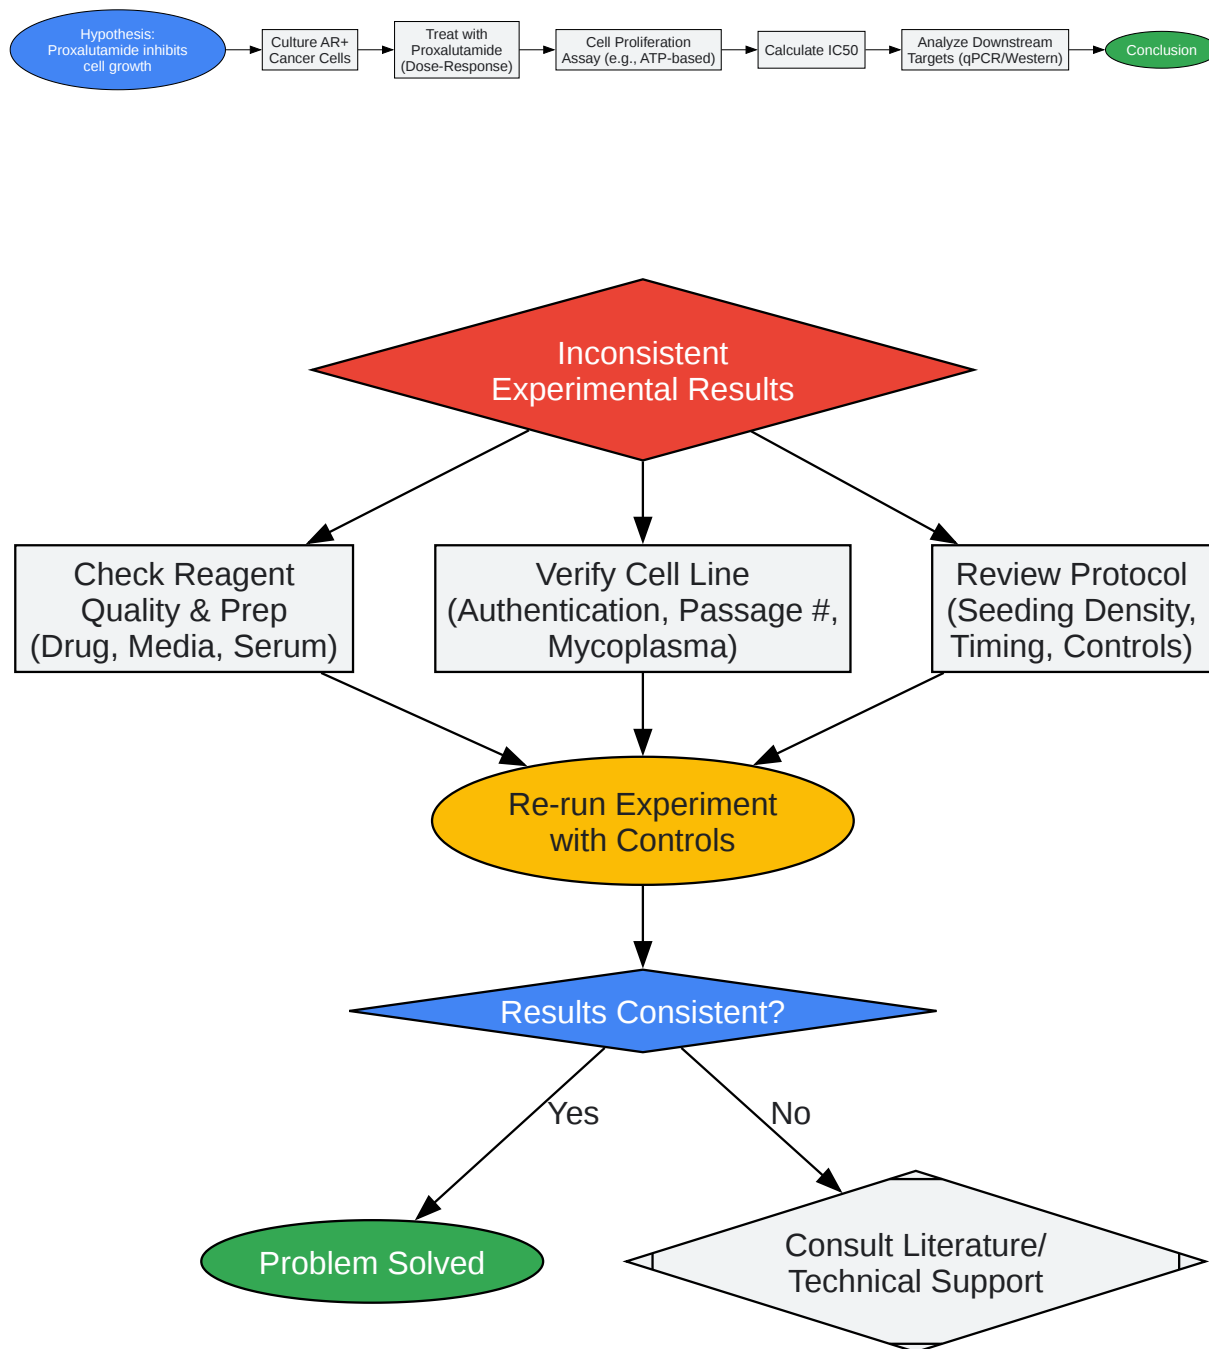 Hypothesis:
Proxalutamide inhibits
cell growth
Culture AR+
Cancer Cells
Treat with
Proxalutamide
(Dose-Response)
Cell Proliferation
Assay (e.g., ATP-based)
Calculate IC50
Analyze Downstream
Targets (qPCR/Western)
Conclusion
Inconsistent
Experimental Results
Check Reagent
Quality & Prep
(Drug, Media, Serum)
Verify Cell Line
(Authentication, Passage #,
Mycoplasma)
Review Protocol
(Seeding Density,
Timing, Controls)
Re-run Experiment
with Controls
Results Consistent?
Yes
No
Problem Solved
Consult Literature/
Technical Support